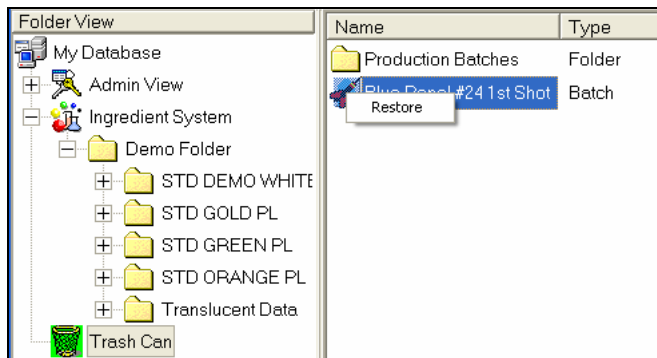 Folder View
My Database
Admin View
Ingredient System
Demo Folder
STD DEMO WHITE
STD GOLD PL
STD GREEN PL
STD ORANGE PL
Translucent Data
Trash Can
Name Type
Production Batches Folder
Blue Panel #24 1st Shot Batch
Restore